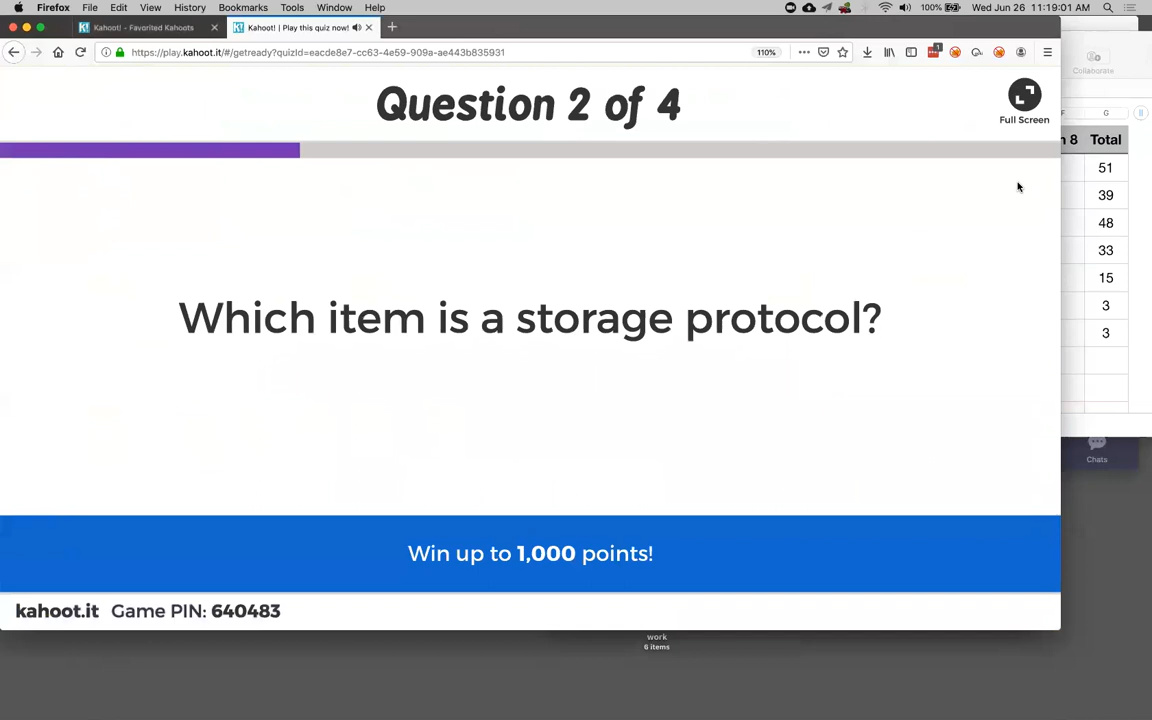 Firefox File Edit View History Bookmarks Tools Window Help 100% Wed Jun 26 11:19:01 AM
Kahoot! - Favorited Kahoots
Kahoot! | Play this quiz now!
https://play.kahoot.it/#/getready?quizId=eacde8e7-cc63-4e59-909a-ae443b835931
110%
1
Collaborate
Question 2 of 4
Full Screen
G
8 Total
51
39
48
33
15
3
3
Which item is a storage protocol?
Chats
Win up to 1,000 points!
kahoot.it Game PIN: 640483
work
6 items